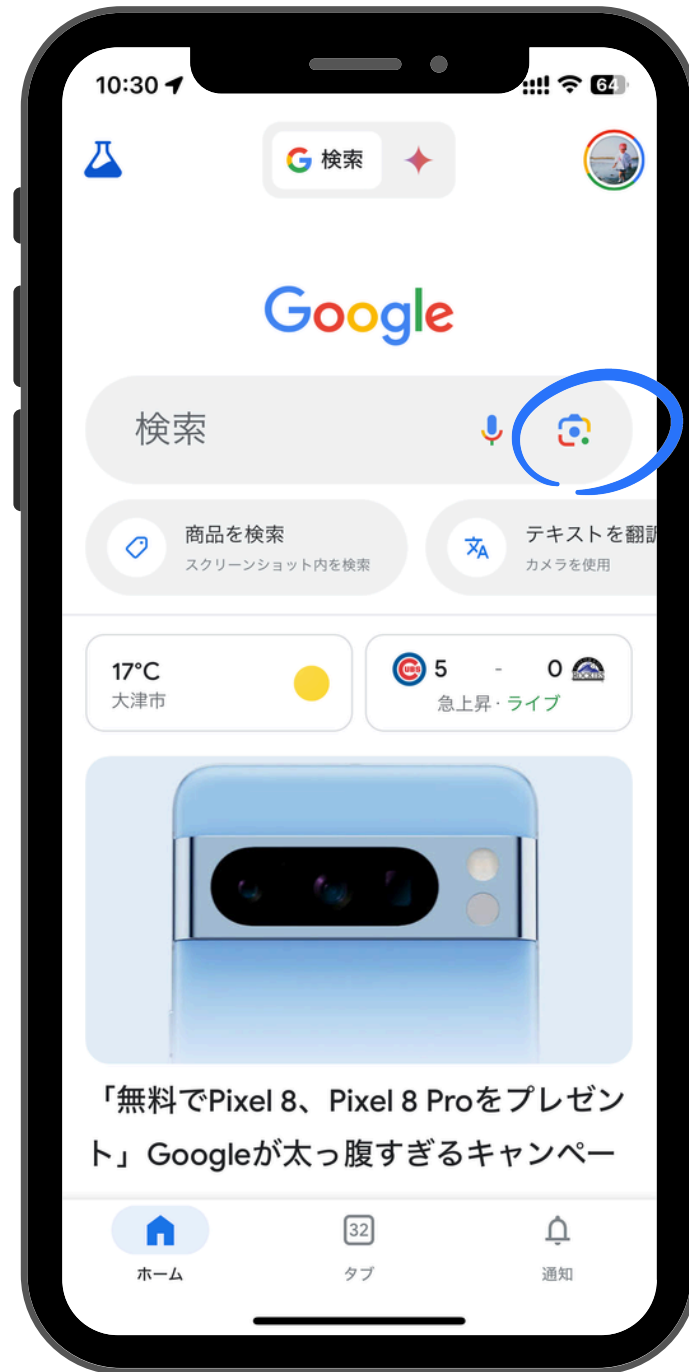 10:30
64
G 検索
Google
検索
商品を検索
スクリーンショット内を検索
テキストを翻訳
カメラを使用
17°C
大津市
CUBS 5 - 0 ROCKIES
急上昇・ライブ
「無料でPixel 8、Pixel 8 Proをプレゼン
ト」Googleが太っ腹すぎるキャンペー
32
ホーム
タブ
通知